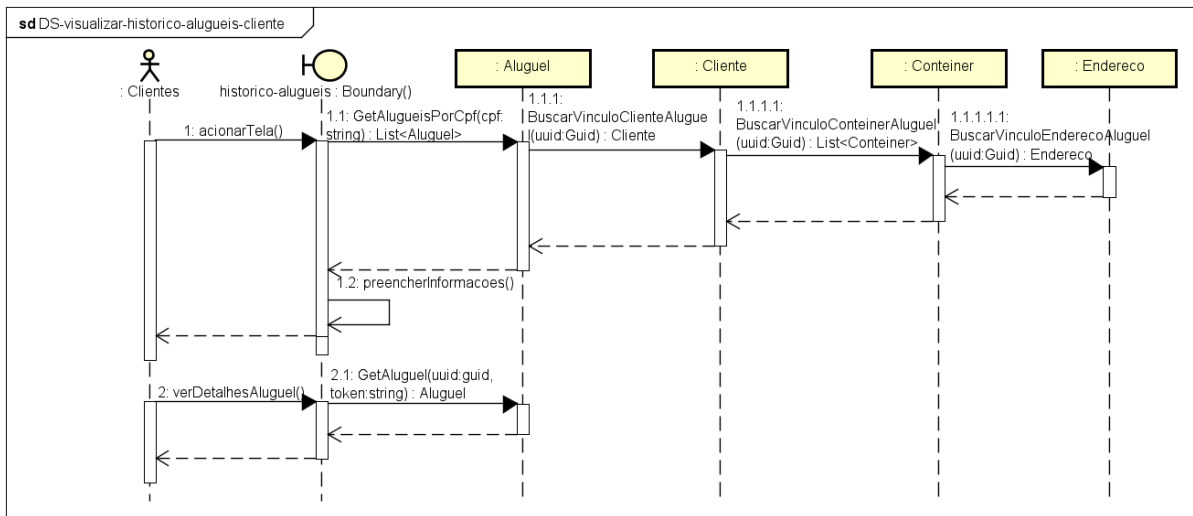 sd DS-visualizar-historico-alugueis-cliente
: Clientes
historico-alugueis : Boundary()
: Aluguel
: Cliente
: Conteiner
: Endereco
1: acionarTela()
1.1: GetAlugueisPorCpf(cpf:
string) : List<Aluguel>
1.1.1:
BuscarVinculoClienteAlugue
l(uuid:Guid) : Cliente
1.1.1.1:
BuscarVinculoConteinerAluguel
(uuid:Guid) : List<Conteiner>
1.1.1.1.1:
BuscarVinculoEnderecoAluguel
(uuid:Guid) : Endereco
1.2: preencherInformacoes()
2: verDetalhesAluguel()
2.1: GetAluguel(uuid:guid,
token:string) : Aluguel